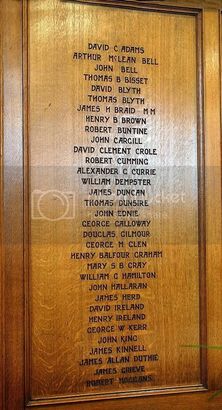 DAVID C ADAMS
ARTHUR McLEAN BELL
JOHN BELL
THOMAS B BISSET
DAVID BLYTH
THOMAS BLYTH
JAMES H BRAID M M
HENRY B BROWN
ROBERT BUNTINE
JOHN CARGILL
DAVID CLEMENT CROLE
ROBERT CUMMING
ALEXANDER C CURRIE
WILLIAM DEMPSTER
JAMES DUNCAN
THOMAS DUNSIRE
JOHN EDNIE
GEORGE GALLOWAY
DOUGLAS GILMOUR
GEORGE M GLEN
HENRY BALFOUR GRAHAM
MARY S B GRAY
WILLIAM G HAMILTON
JOHN HALLORAN
JAMES HERD
DAVID IRELAND
HENRY IRELAND
GEORGE W KERR
JOHN KING
JAMES KINNELL
JAMES ALLAN DUTHIE
JAMES GRIEVE
ROBERT
photobucket